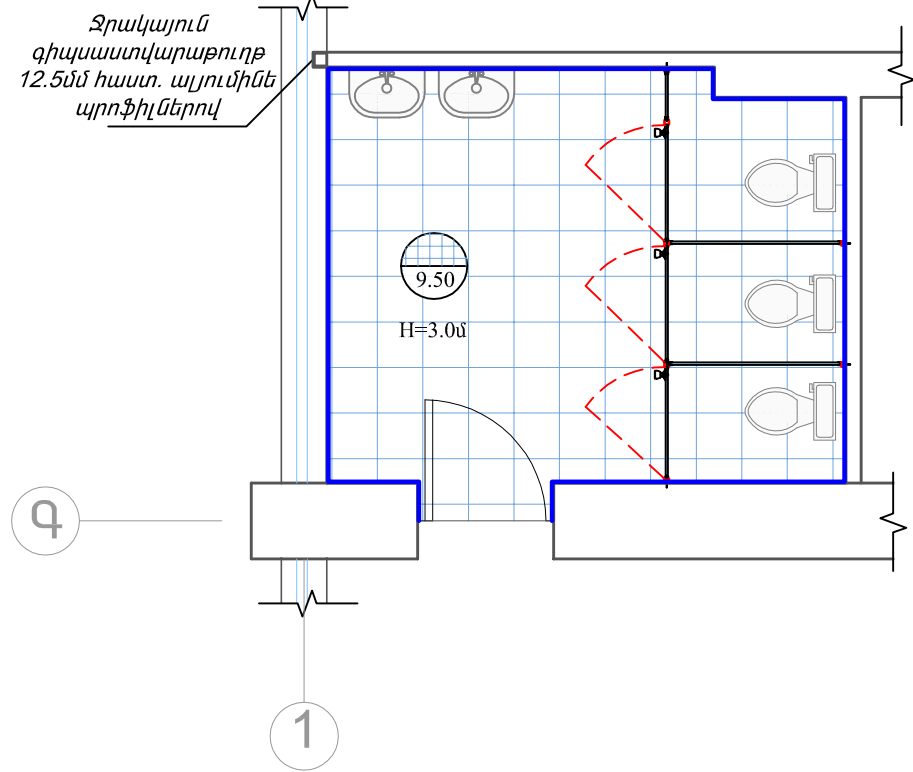 Ջրակայուն
գիպսաստվարաթուղթ
12.5մմ հաստ. ալյումինե
պրոֆիլներով
9.50
H=3.0մ
Գ
1